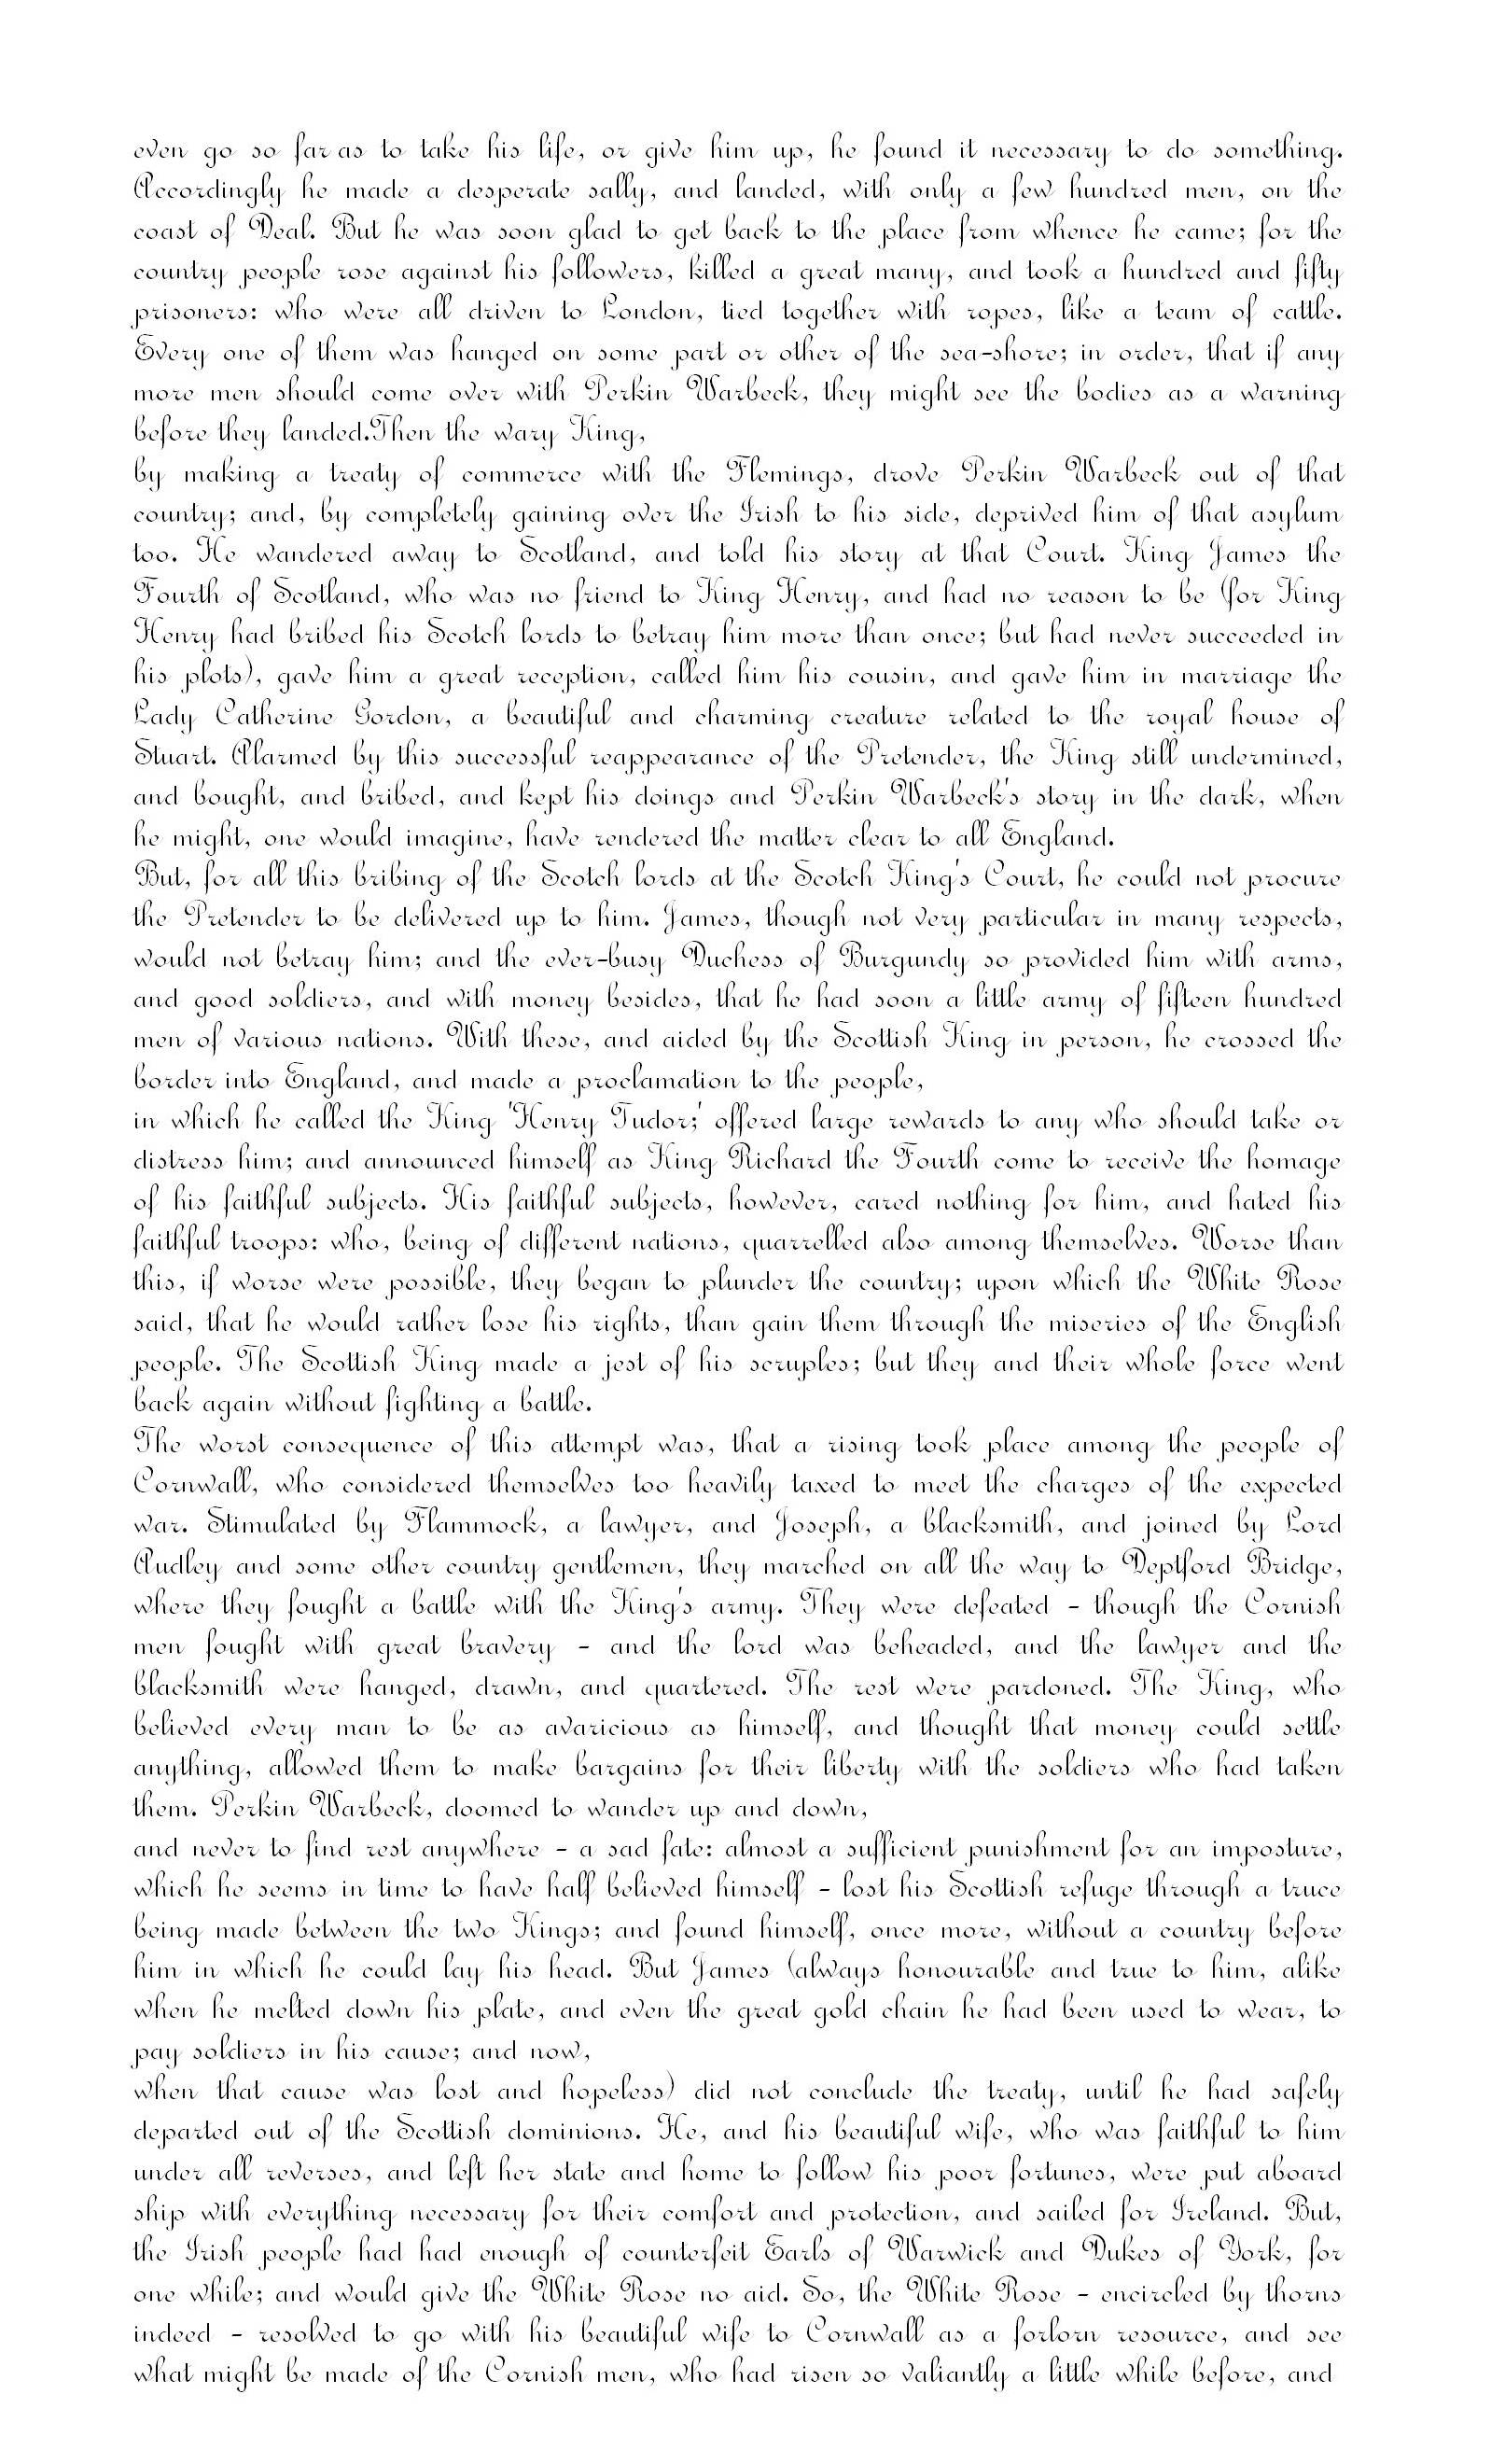 even go so far as to take his life, or give him up, he found it necessary to do something.
Accordingly he made a desperate sally, and landed, with only a few hundred men, on the
coast of Deal. But he was soon glad to get back to the place from whence he came; for the
country people rose against his followers, killed a great many, and took a hundred and fifty
prisoners: who were all driven to London, tied together with ropes, like a team of cattle.
Every one of them was hanged on some part or other of the sea-shore; in order, that if any
more men should come over with Perkin Warbeck, they might see the bodies as a warning
before they landed.Then the wary King,
by making a treaty of commerce with the Flemings, drove Perkin Warbeck out of that
country; and, by completely gaining over the Irish to his side, deprived him of that asylum
too. He wandered away to Scotland, and told his story at that Court. King James the
Fourth of Scotland, who was no friend to King Henry, and had no reason to be (for King
Henry had bribed his Scotch lords to betray him more than once; but had never succeeded in
his plots), gave him a great reception, called him his cousin, and gave him in marriage the
Lady Catherine Gordon, a beautiful and charming creature related to the royal house of
Stuart. Alarmed by this successful reappearance of the Pretender, the King still undermined,
and bought, and bribed, and kept his doings and Perkin Warbeck's story in the dark, when
he might, one would imagine, have rendered the matter clear to all England.
But, for all this bribing of the Scotch lords at the Scotch King's Court, he could not procure
the Pretender to be delivered up to him. James, though not very particular in many respects,
would not betray him; and the ever-busy Duchess of Burgundy so provided him with arms,
and good soldiers, and with money besides, that he had soon a little army of fifteen hundred
men of various nations. With these, and aided by the Scottish King in person, he crossed the
border into England, and made a proclamation to the people,
in which he called the King 'Henry Tudor;' offered large rewards to any who should take or
distress him; and announced himself as King Richard the Fourth come to receive the homage
of his faithful subjects. His faithful subjects, however, cared nothing for him, and hated his
faithful troops: who, being of different nations, quarrelled also among themselves. Worse than
this, if worse were possible, they began to plunder the country; upon which the White Rose
said, that he would rather lose his rights, than gain them through the miseries of the English
people. The Scottish King made a jest of his scruples; but they and their whole force went
back again without fighting a battle.
The worst consequence of this attempt was, that a rising took place among the people of
Cornwall, who considered themselves too heavily taxed to meet the charges of the expected
war. Stimulated by Flammock, a lawyer, and Joseph, a blacksmith, and joined by Lord
Audley and some other country gentlemen, they marched on all the way to Deptford Bridge,
where they fought a battle with the King's army. They were defeated - though the Cornish
men fought with great bravery - and the lord was beheaded, and the lawyer and the
blacksmith were hanged, drawn, and quartered. The rest were pardoned. The King, who
believed every man to be as avaricious as himself, and thought that money could settle
anything, allowed them to make bargains for their liberty with the soldiers who had taken
them. Perkin Warbeck, doomed to wander up and down,
and never to find rest anywhere - a sad fate: almost a sufficient punishment for an imposture,
which he seems in time to have half believed himself - lost his Scottish refuge through a truce
being made between the two Kings; and found himself, once more, without a country before
him in which he could lay his head. But James (always honourable and true to him, alike
when he melted down his plate, and even the great gold chain he had been used to wear, to
pay soldiers in his cause; and now,
when that cause was lost and hopeless) did not conclude the treaty, until he had safely
departed out of the Scottish dominions. He, and his beautiful wife, who was faithful to him
under all reverses, and left her state and home to follow his poor fortunes, were put aboard
ship with everything necessary for their comfort and protection, and sailed for Ireland. But,
the Irish people had had enough of counterfeit Earls of Warwick and Dukes of York, for
one while; and would give the White Rose no aid. So, the White Rose - encircled by thorns
indeed - resolved to go with his beautiful wife to Cornwall as a forlorn resource, and see
what might be made of the Cornish men, who had risen so valiantly a little while before, and